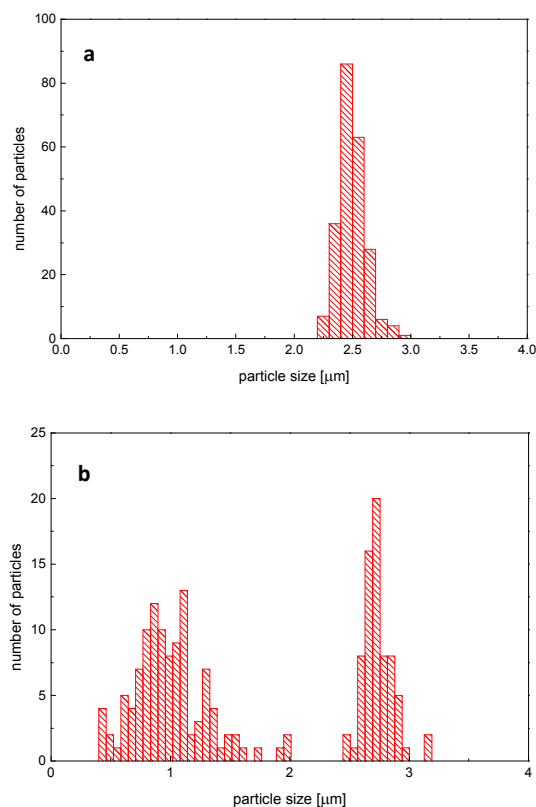 a
100
80
60
40
20
0
0.0 0.5 1.0 1.5 2.0 2.5 3.0 3.5 4.0
number of particles
particle size [μm]
b
25
20
15
10
5
0
0 1 2 3 4
number of particles
particle size [μm]